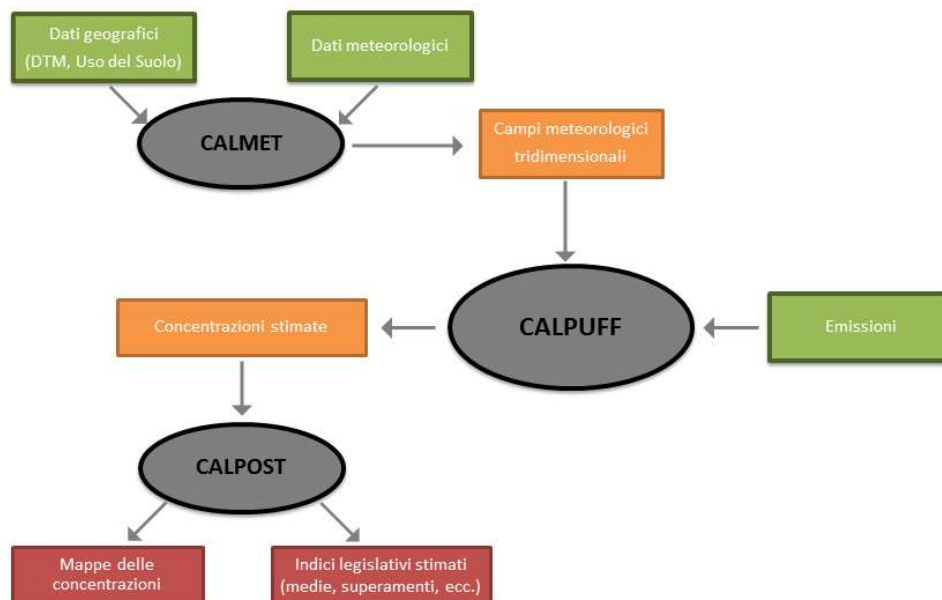 Dati geografici
(DTM, Uso del Suolo)
Dati meteorologici
CALMET
Campi meteorologici
tridimensionali
Concentrazioni stimate
CALPUFF
Emissioni
CALPOST
Mappe delle
concentrazioni
Indici legislativi stimati
(medie, superamenti, ecc.)